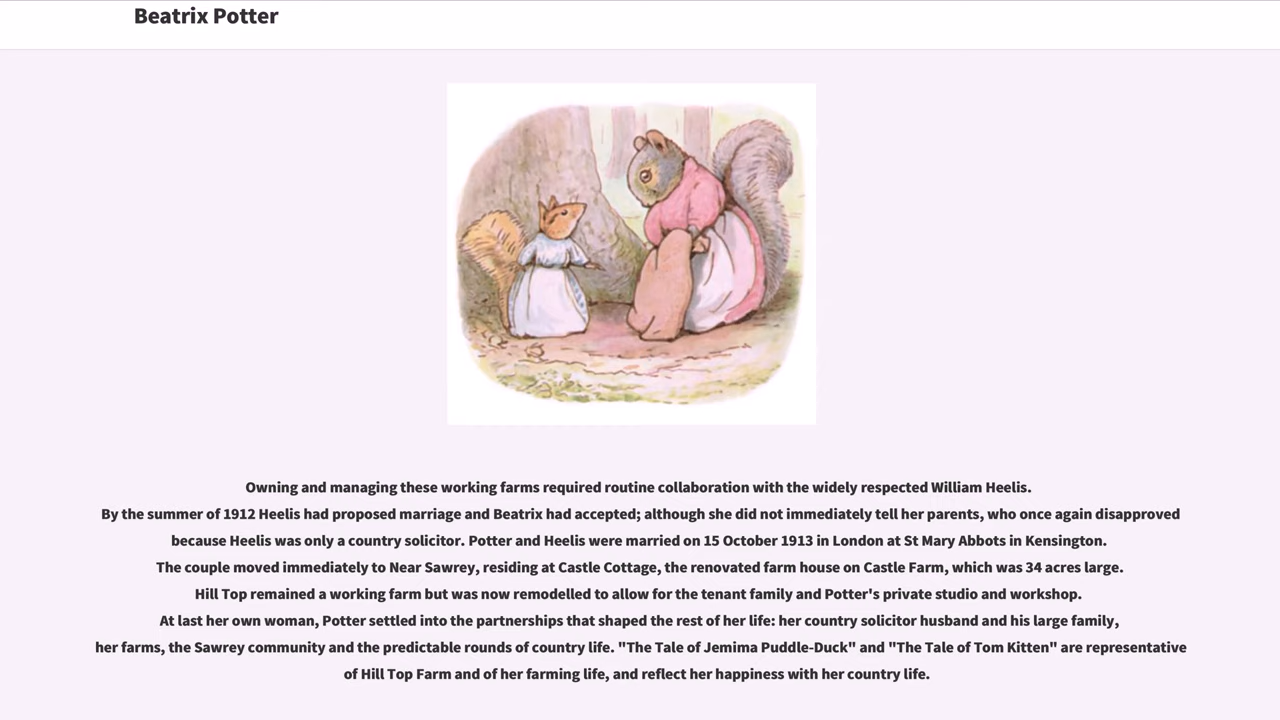 Beatrix Potter
Owning and managing these working farms required routine collaboration with the widely respected William Heelis.
By the summer of 1912 Heelis had proposed marriage and Beatrix had accepted; although she did not immediately tell her parents, who once again disapproved
because Heelis was only a country solicitor. Potter and Heelis were married on 15 October 1913 in London at St Mary Abbots in Kensington.
The couple moved immediately to Near Sawrey, residing at Castle Cottage, the renovated farm house on Castle Farm, which was 34 acres large.
Hill Top remained a working farm but was now remodelled to allow for the tenant family and Potter's private studio and workshop.
At last her own woman, Potter settled into the partnerships that shaped the rest of her life: her country solicitor husband and his large family,
her farms, the Sawrey community and the predictable rounds of country life. "The Tale of Jemima Puddle-Duck" and "The Tale of Tom Kitten" are representative
of Hill Top Farm and of her farming life, and reflect her happiness with her country life.